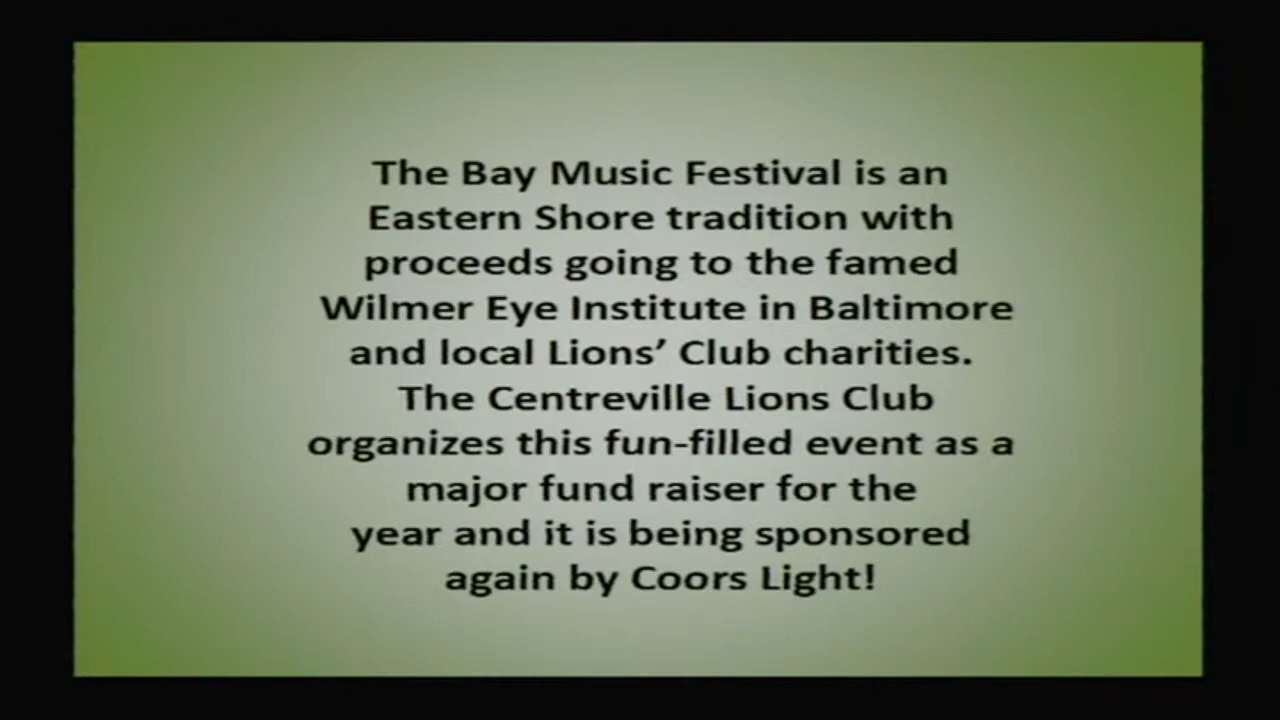 The Bay Music Festival is an
Eastern Shore tradition with
proceeds going to the famed
Wilmer Eye Institute in Baltimore
and local Lions’ Club charities.
The Centreville Lions Club
organizes this fun-filled event as a
major fund raiser for the
year and it is being sponsored
again by Coors Light!